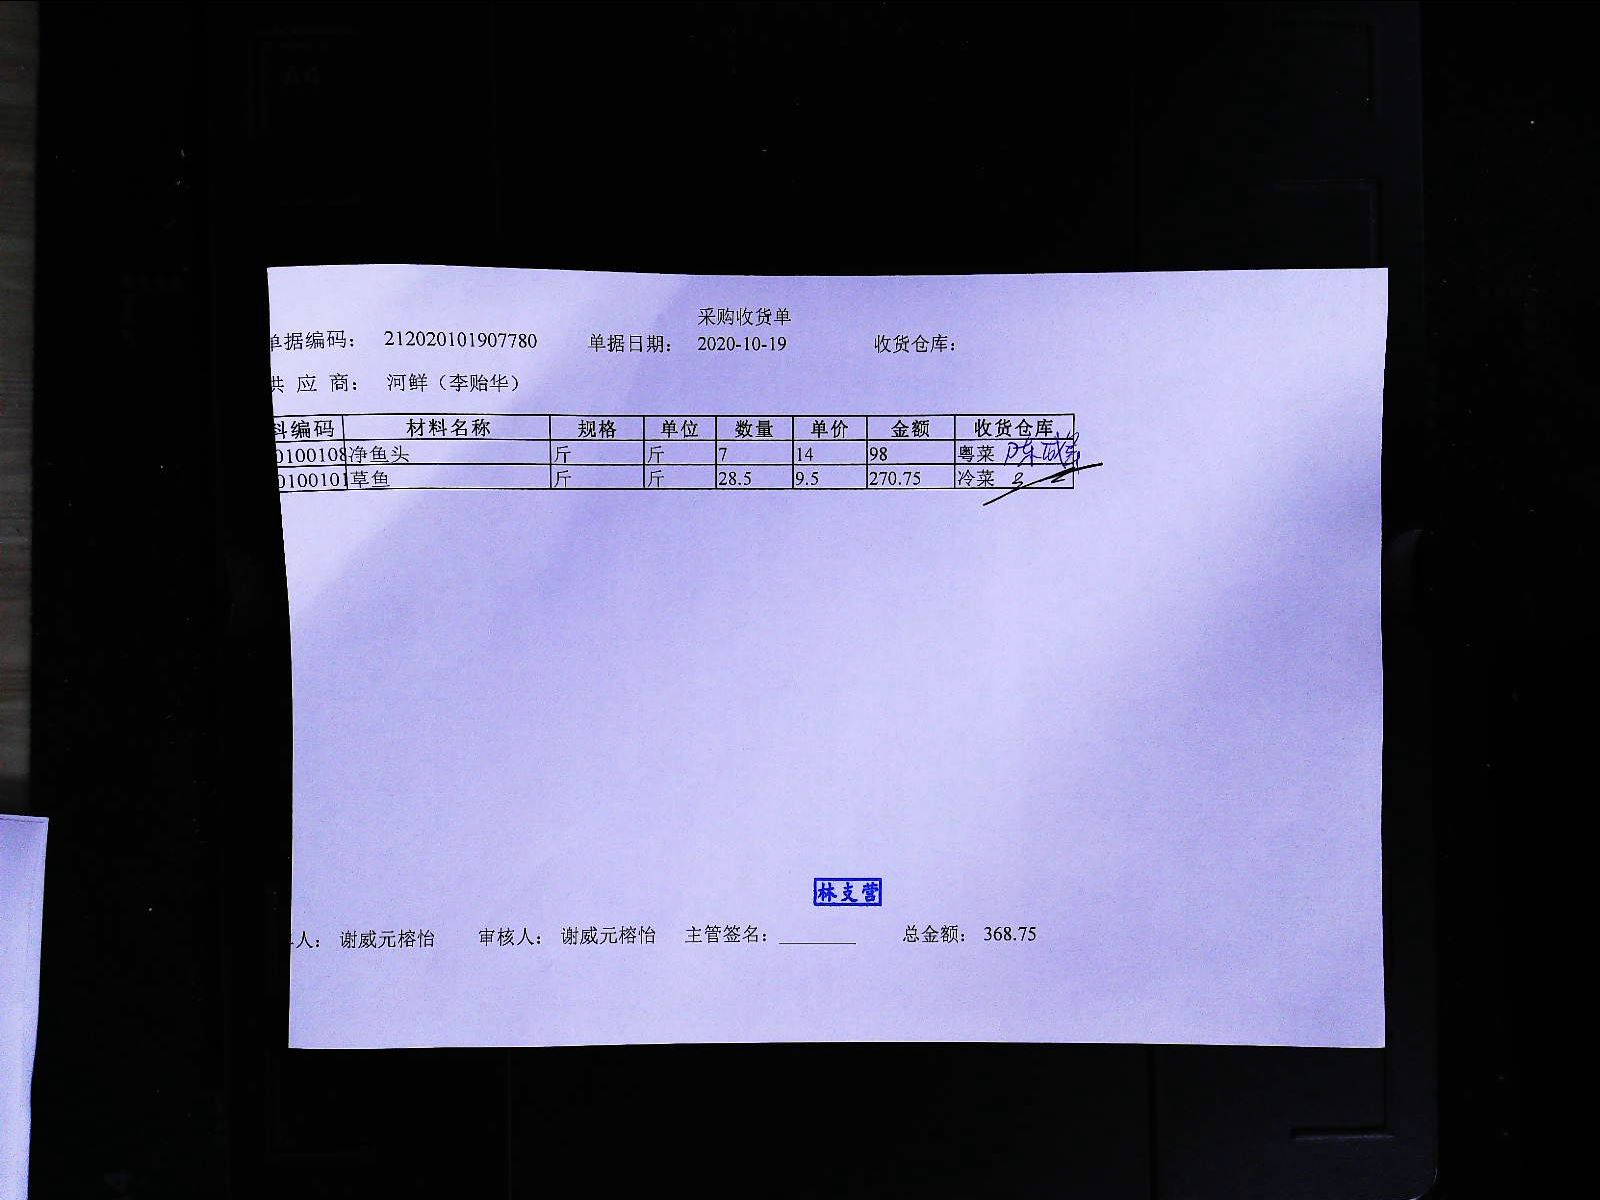 采购收货单
单据编码： 212020101907780 单据日期： 2020-10-19 收货仓库：
供 应 商： 河鲜（李贻华）
料编码 材料名称 规格 单位 数量 单价 金额 收货仓库
0100108 净鱼头 斤 斤 7 14 98 粤菜
0100101 草鱼 斤 斤 28.5 9.5 270.75 冷菜
林支营
人： 谢威元榕怡 审核人： 谢威元榕怡 主管签名： ________ 总金额： 368.75